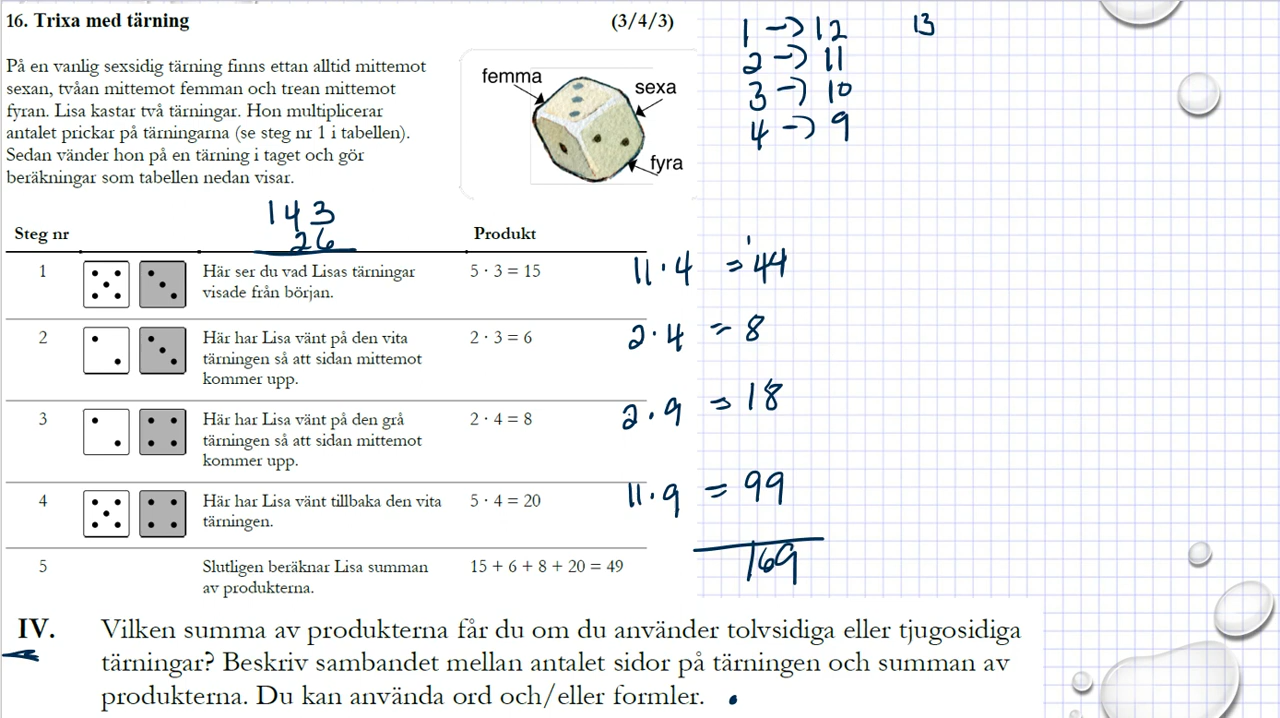 16. Trixa med tärning (3/4/3)
På en vanlig sexsidig tärning finns ettan alltid mittemot
sexan, tvåan mittemot femman och trean mittemot
fyran. Lisa kastar två tärningar. Hon multiplicerar
antalet prickar på tärningarna (se steg nr 1 i tabellen).
Sedan vänder hon på en tärning i taget och gör
beräkningar som tabellen nedan visar.
femma
sexa
fyra
1 → 12
2 → 11
3 → 10
4 → 9
13
143
26
Steg nr Produkt
1 Här ser du vad Lisas tärningar 5 · 3 = 15
visade från början.
11 · 4 = 44
1
2 Här har Lisa vänt på den vita 2 · 3 = 6
tärningen så att sidan mittemot
kommer upp.
2 · 4 = 8
3 Här har Lisa vänt på den grå 2 · 4 = 8
tärningen så att sidan mittemot
kommer upp.
2 · 9 = 18
4 Här har Lisa vänt tillbaka den vita 5 · 4 = 20
tärningen.
11 · 9 = 99
5 Slutligen beräknar Lisa summan 15 + 6 + 8 + 20 = 49
av produkterna.
169
IV. Vilken summa av produkterna får du om du använder tolvsidiga eller tjugosidiga
tärningar? Beskriv sambandet mellan antalet sidor på tärningen och summan av
produkterna. Du kan använda ord och/eller formler.